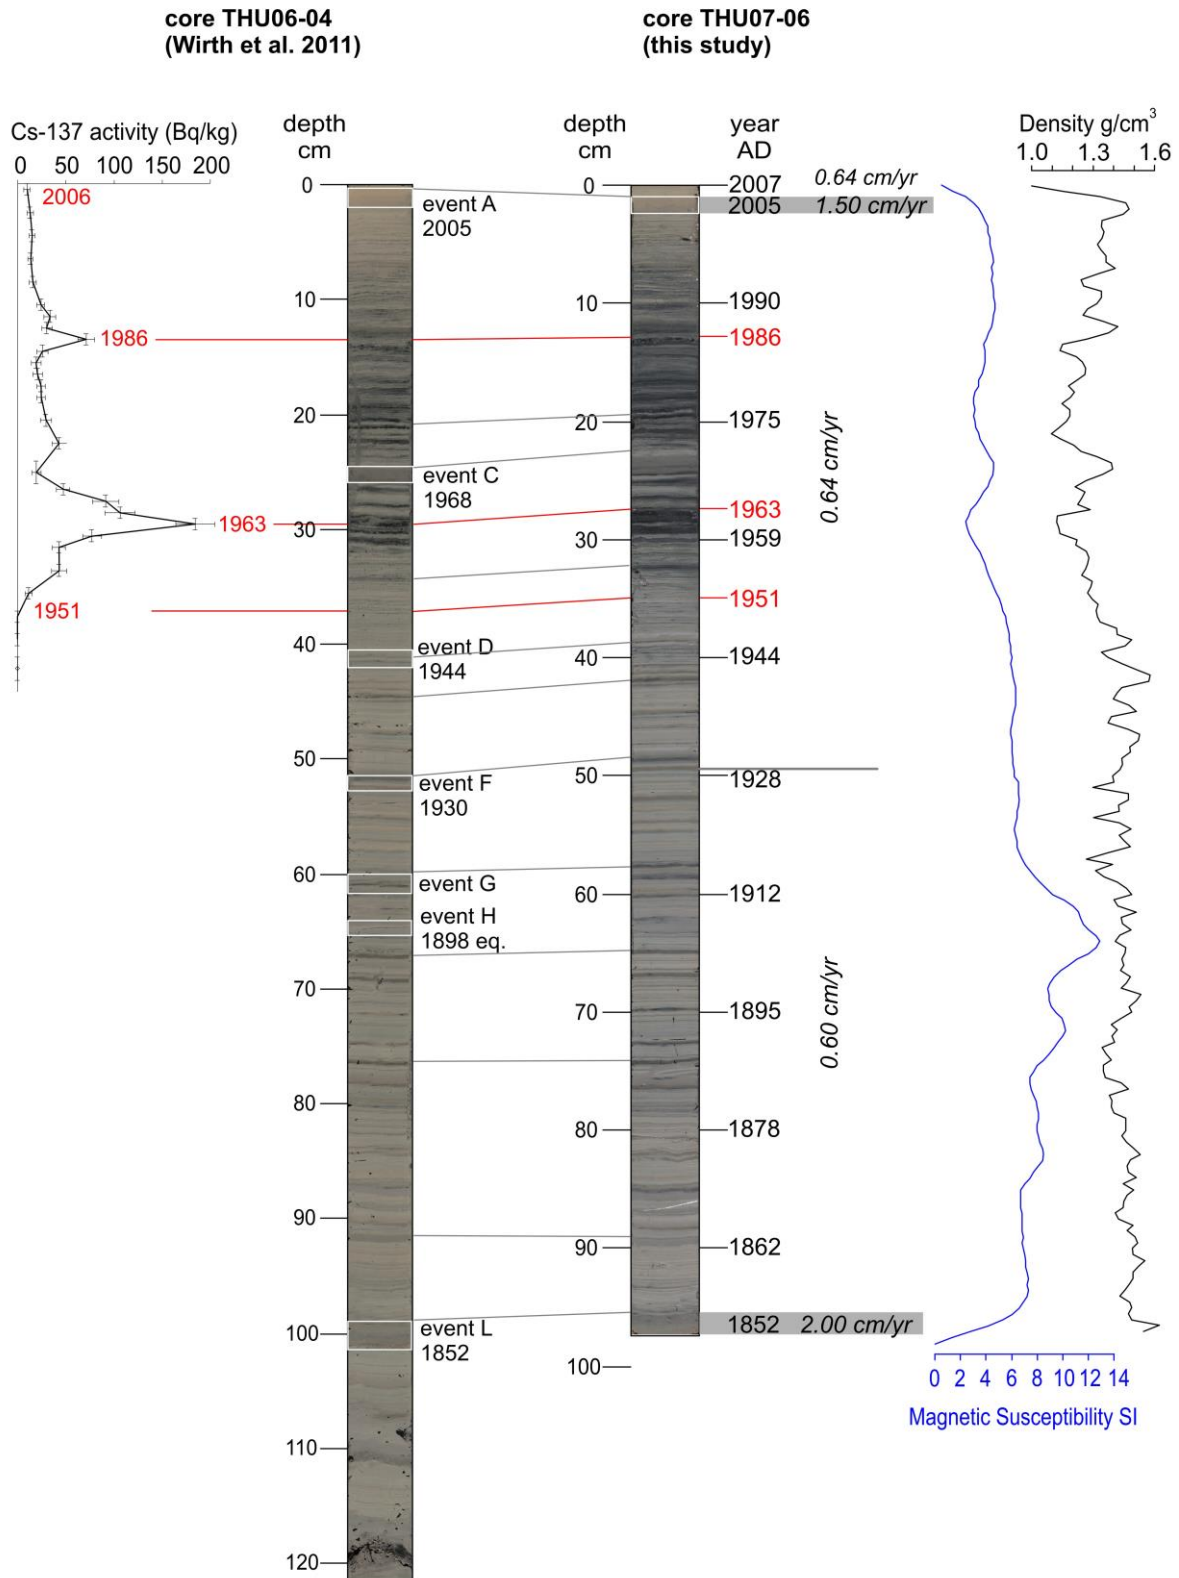 core THU06-04
(Wirth et al. 2011)
core THU07-06
(this study)
Cs-137 activity (Bq/kg)
0 50 100 150 200
depth
cm
depth
cm
year
AD
Density g/cm³
1.0 1.3 1.6
2006
1986
1963
1951
0
10
20
30
40
50
60
70
80
90
100
110
120
event A
2005
event C
1968
event D
1944
event F
1930
event G
event H
1898 eq.
event L
1852
0
10
20
30
40
50
60
70
80
90
100
2007 0.64 cm/yr
2005 1.50 cm/yr
1990
1986
1975
1963
1959
1951
1944
1928
1912
1895
1878
1862
1852 2.00 cm/yr
0.64 cm/yr
0.60 cm/yr
0 2 4 6 8 10 12 14
Magnetic Susceptibility SI